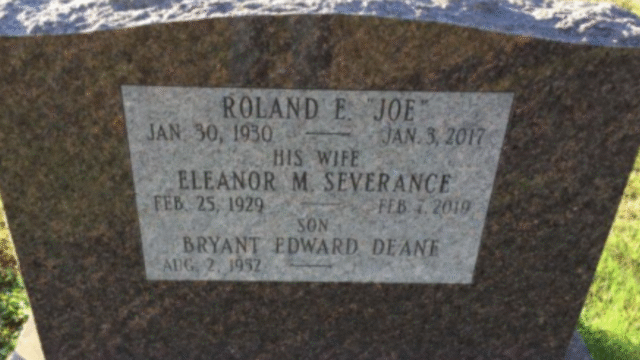 ROLAND E. "JOE"
JAN. 30, 1930 —— JAN. 3, 2017
HIS WIFE
ELEANOR M. SEVERANCE
FEB. 25, 1929 —— FEB 7, 2019
SON
BRYANT EDWARD DEANE
AUG. 2, 1952 ——